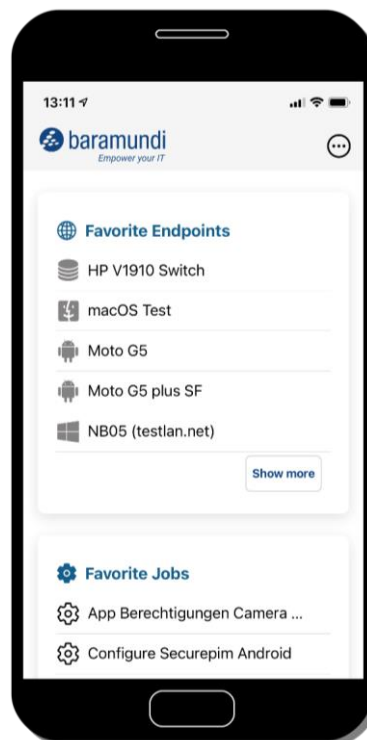 13:11
baramundi
Empower your IT
Favorite Endpoints
HP V1910 Switch
macOS Test
Moto G5
Moto G5 plus SF
NB05 (testlan.net)
Show more
Favorite Jobs
App Berechtigungen Camera ...
Configure Securepim Android